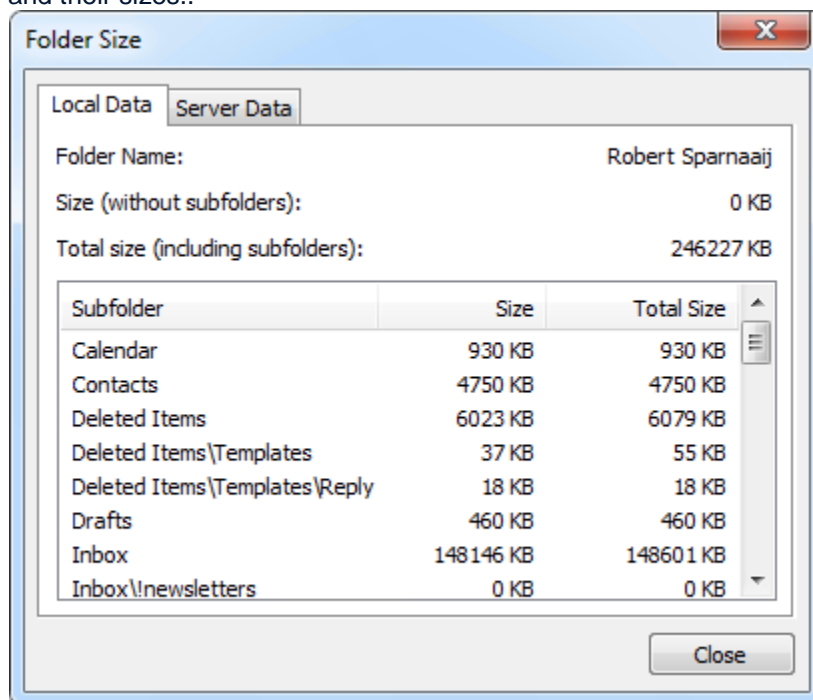 and their sizes..
Folder Size
Local Data Server Data
Folder Name: Robert Sparnaaij
Size (without subfolders): 0 KB
Total size (including subfolders): 246227 KB
Subfolder Size Total Size
Calendar 930 KB 930 KB
Contacts 4750 KB 4750 KB
Deleted Items 6023 KB 6079 KB
Deleted Items\Templates 37 KB 55 KB
Deleted Items\Templates\Reply 18 KB 18 KB
Drafts 460 KB 460 KB
Inbox 148146 KB 148601 KB
Inbox\!newsletters 0 KB 0 KB
Close